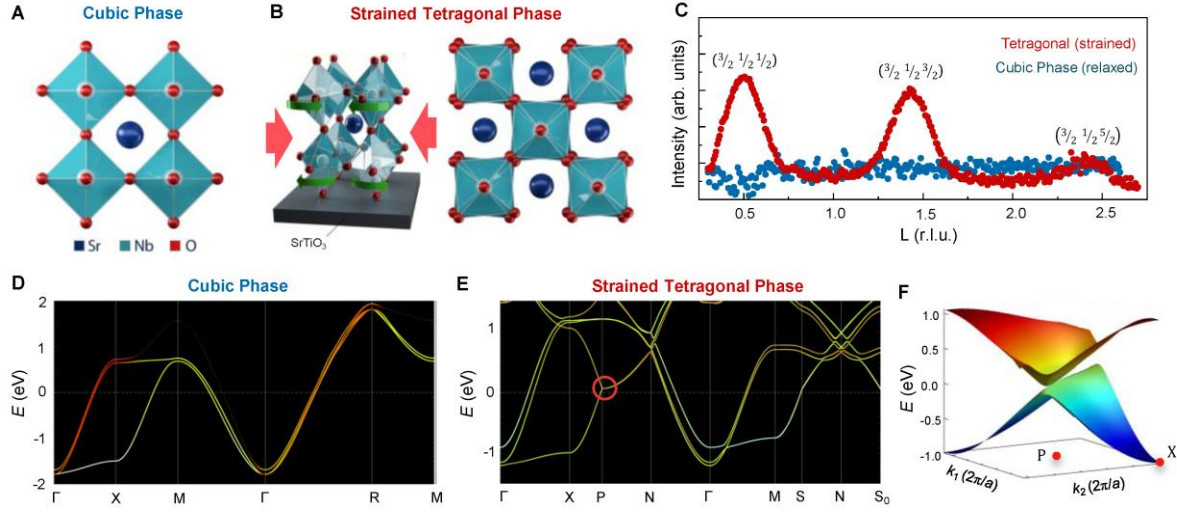 A Cubic Phase
B Strained Tetragonal Phase
SrTiO3
Sr Nb O
C
Intensity (arb. units)
Tetragonal (strained)
Cubic Phase (relaxed)
(3/2 1/2 1/2)
(3/2 1/2 3/2)
(3/2 1/2 5/2)
0.5 1.0 1.5 2.0 2.5
L (r.l.u.)
D Cubic Phase
E (eV)
2
1
0
-1
-2
Γ X M Γ R M
E Strained Tetragonal Phase
E (eV)
1
0
-1
Γ X P N Γ M S N S0
F
E (eV)
1.0
0.5
0.0
-0.5
-1.0
P
X
k1 (2π/a)
k2 (2π/a)